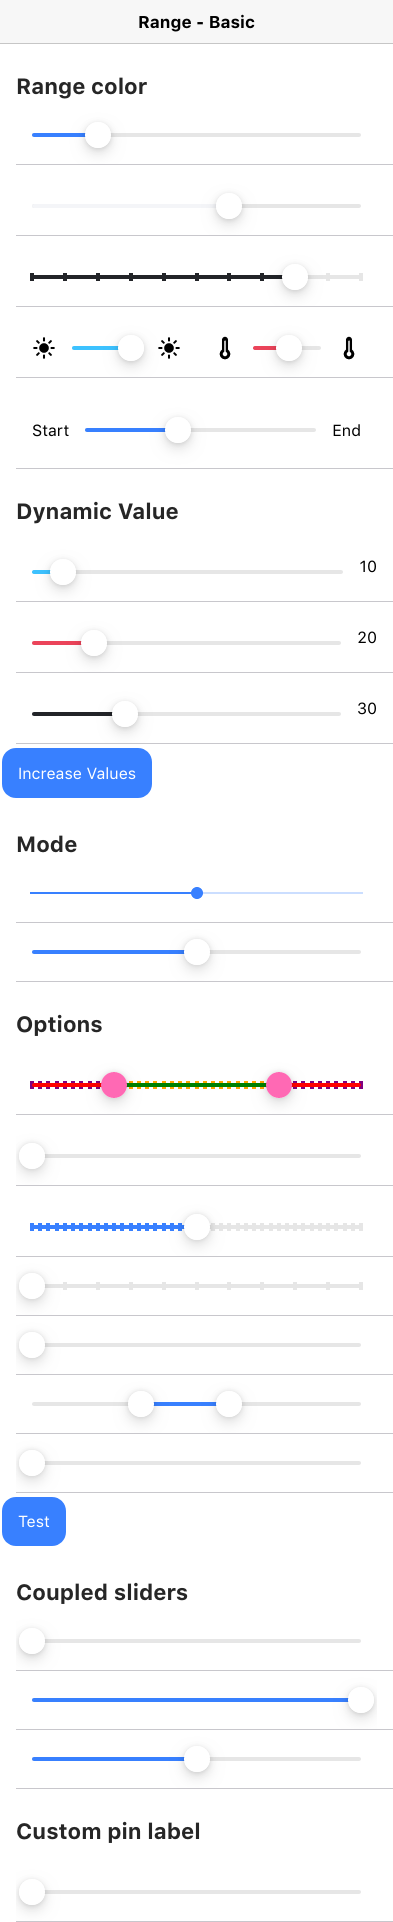 Range - Basic
Range color
Start End
Dynamic Value
10
20
30
Increase Values
Mode
Options
Test
Coupled sliders
Custom pin label